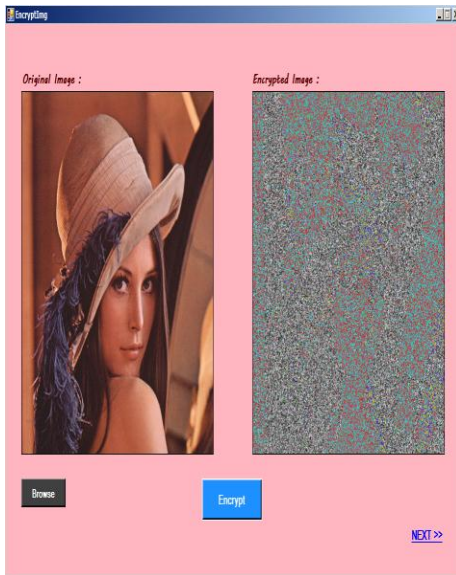 EncryptImg
Original Image :
Encrypted Image :
Browse
Encrypt
NEXT >>